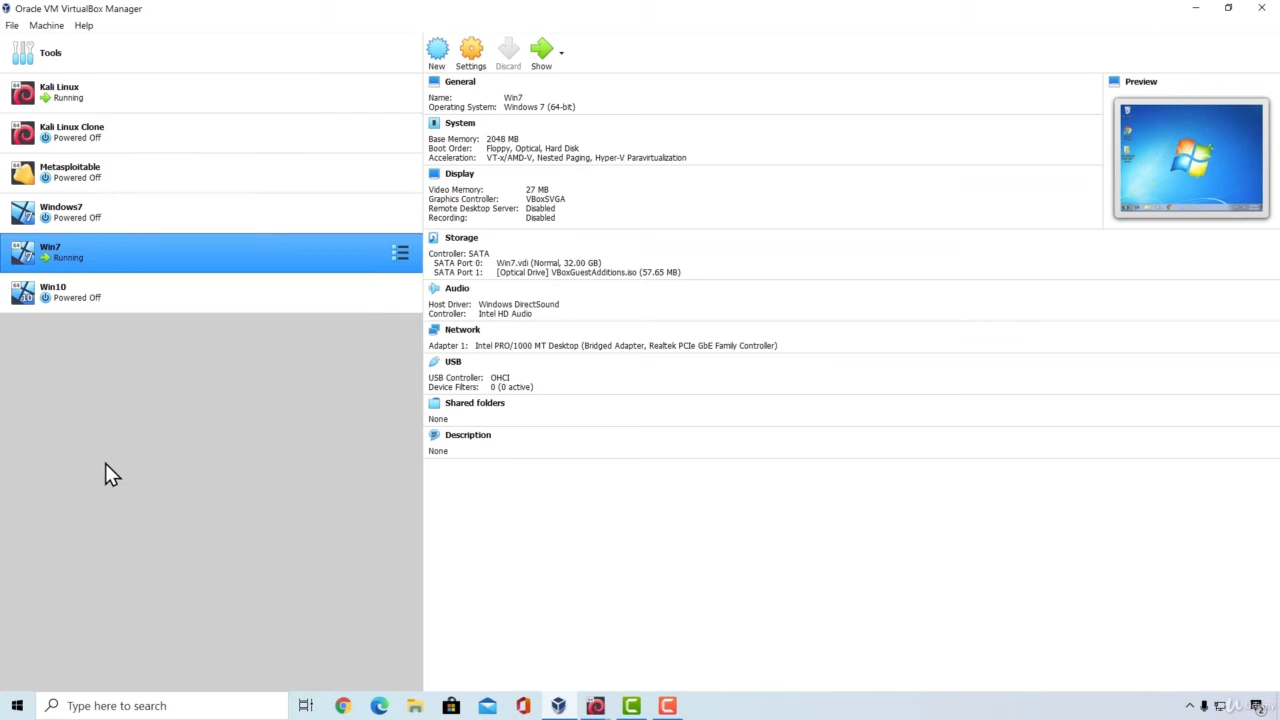 Oracle VM VirtualBox Manager
File Machine Help
Tools
Kali Linux
Running
Kali Linux Clone
Powered Off
Metasploitable
Powered Off
Windows7
Powered Off
Win7
Running
Win10
Powered Off
New Settings Discard Show
General
Name: Win7
Operating System: Windows 7 (64-bit)
System
Base Memory: 2048 MB
Boot Order: Floppy, Optical, Hard Disk
Acceleration: VT-x/AMD-V, Nested Paging, Hyper-V Paravirtualization
Display
Video Memory: 27 MB
Graphics Controller: VBoxSVGA
Remote Desktop Server: Disabled
Recording: Disabled
Storage
Controller: SATA
SATA Port 0: Win7.vdi (Normal, 32.00 GB)
SATA Port 1: [Optical Drive] VBoxGuestAdditions.iso (57.65 MB)
Audio
Host Driver: Windows DirectSound
Controller: Intel HD Audio
Network
Adapter 1: Intel PRO/1000 MT Desktop (Bridged Adapter, Realtek PCIe GbE Family Controller)
USB
USB Controller: OHCI
Device Filters: 0 (0 active)
Shared folders
None
Description
None
Preview
Type here to search